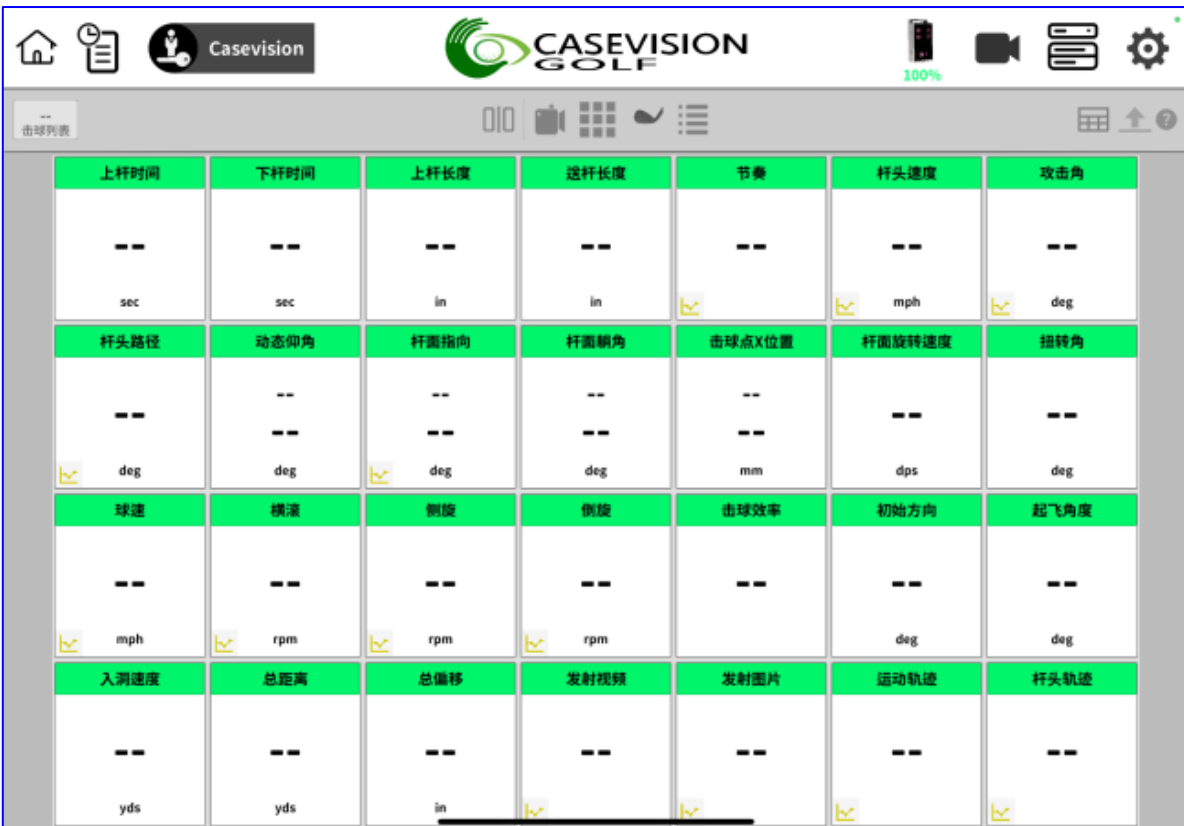 Casevision
CASEVISION
GOLF
100%
--
击球列表
上杆时间 下杆时间 上杆长度 送杆长度 节奏 杆头速度 攻击角
-- -- -- -- -- -- --
sec sec in in mph deg
杆头路径 动态仰角 杆面指向 杆面躺角 击球点X位置 杆面旋转速度 扭转角
-- -- -- --
-- -- -- -- -- -- --
deg deg deg deg mm dps deg
球速 横滚 侧旋 倒旋 击球效率 初始方向 起飞角度
-- -- -- -- -- -- --
mph rpm rpm rpm deg deg
入洞速度 总距离 总偏移 发射视频 发射图片 运动轨迹 杆头轨迹
-- -- -- -- -- -- --
yds yds in